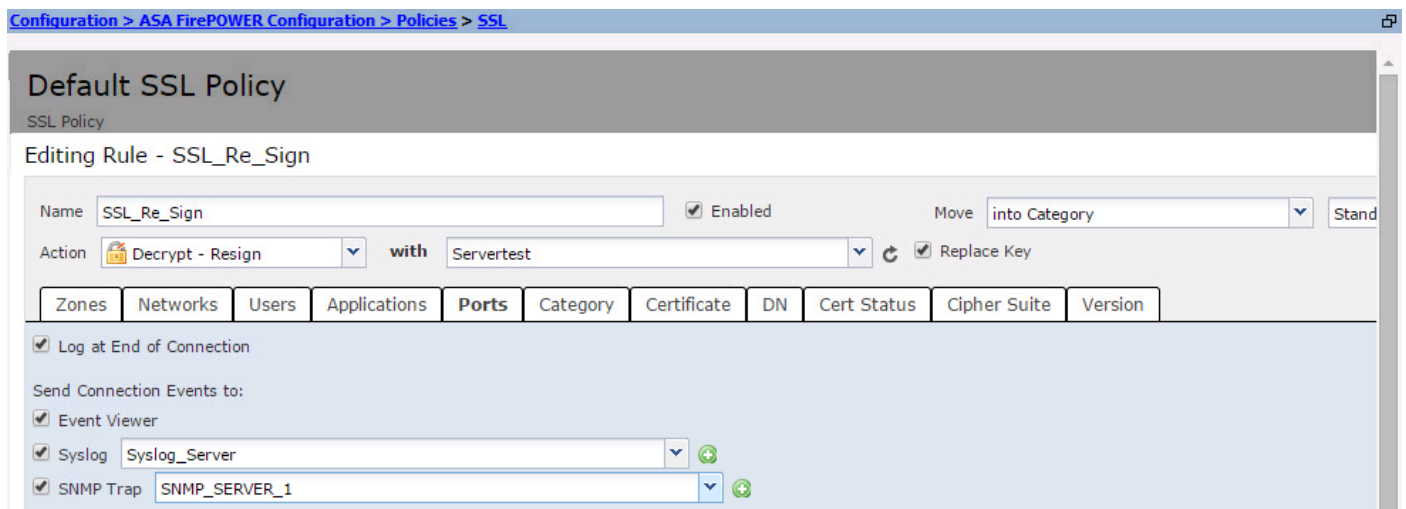 Configuration > ASA FirePOWER Configuration > Policies > SSL
Default SSL Policy
SSL Policy
Editing Rule - SSL_Re_Sign
Name SSL_Re_Sign Enabled Move into Category Stand
Action Decrypt - Resign with Servertest Replace Key
Zones Networks Users Applications Ports Category Certificate DN Cert Status Cipher Suite Version
Log at End of Connection
Send Connection Events to:
Event Viewer
Syslog Syslog_Server
SNMP Trap SNMP_SERVER_1